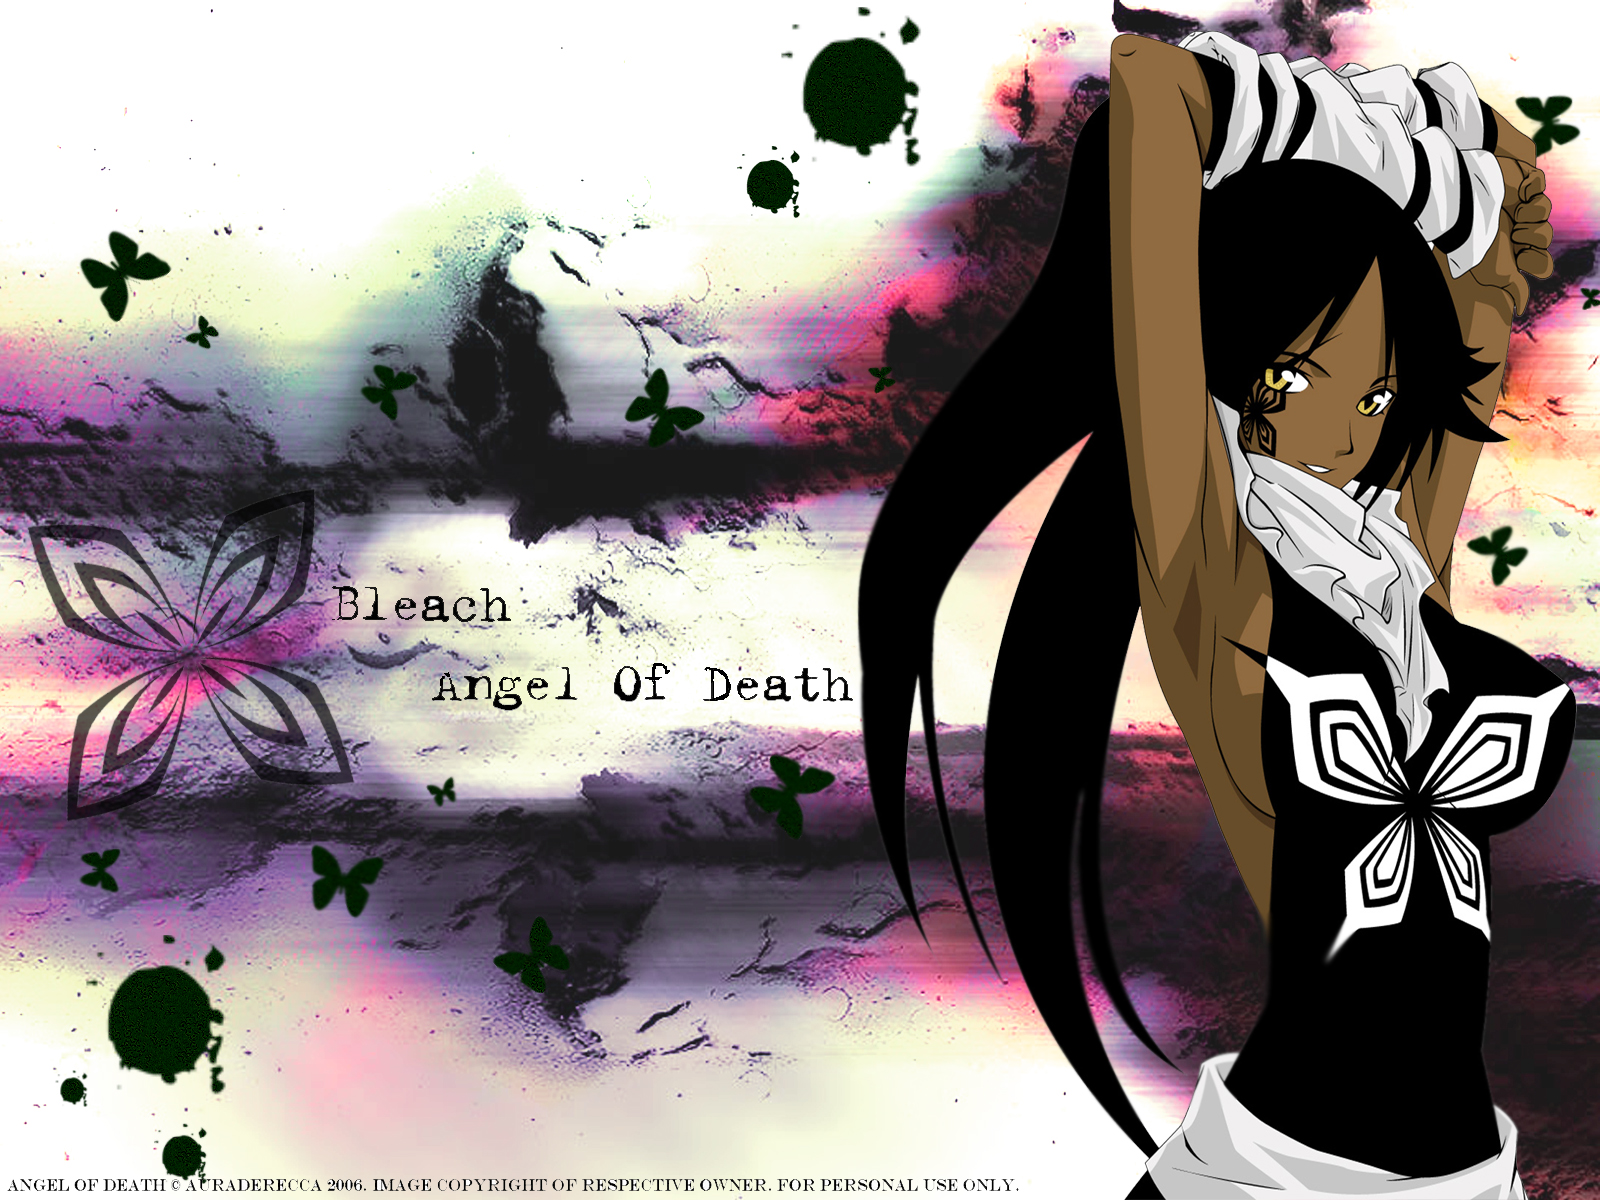 Bleach
Angel Of Death
ANGEL OF DEATH © AURADERECCA 2006. IMAGE COPYRIGHT OF RESPECTIVE OWNER. FOR PERSONAL USE ONLY.